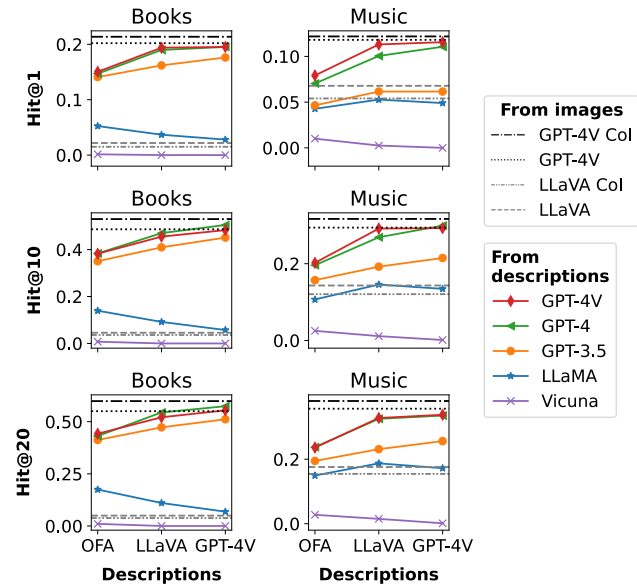 Books
Music
Hit@1
0.2
0.1
0.0
0.10
0.05
0.00
From images
GPT-4V Col
GPT-4V
LLaVA Col
LLaVA
Books
Music
Hit@10
0.4
0.2
0.0
0.2
0.0
From
descriptions
GPT-4V
GPT-4
GPT-3.5
LLaMA
Vicuna
Books
Music
Hit@20
0.50
0.25
0.00
0.2
0.0
OFA LLaVA GPT-4V
OFA LLaVA GPT-4V
Descriptions
Descriptions